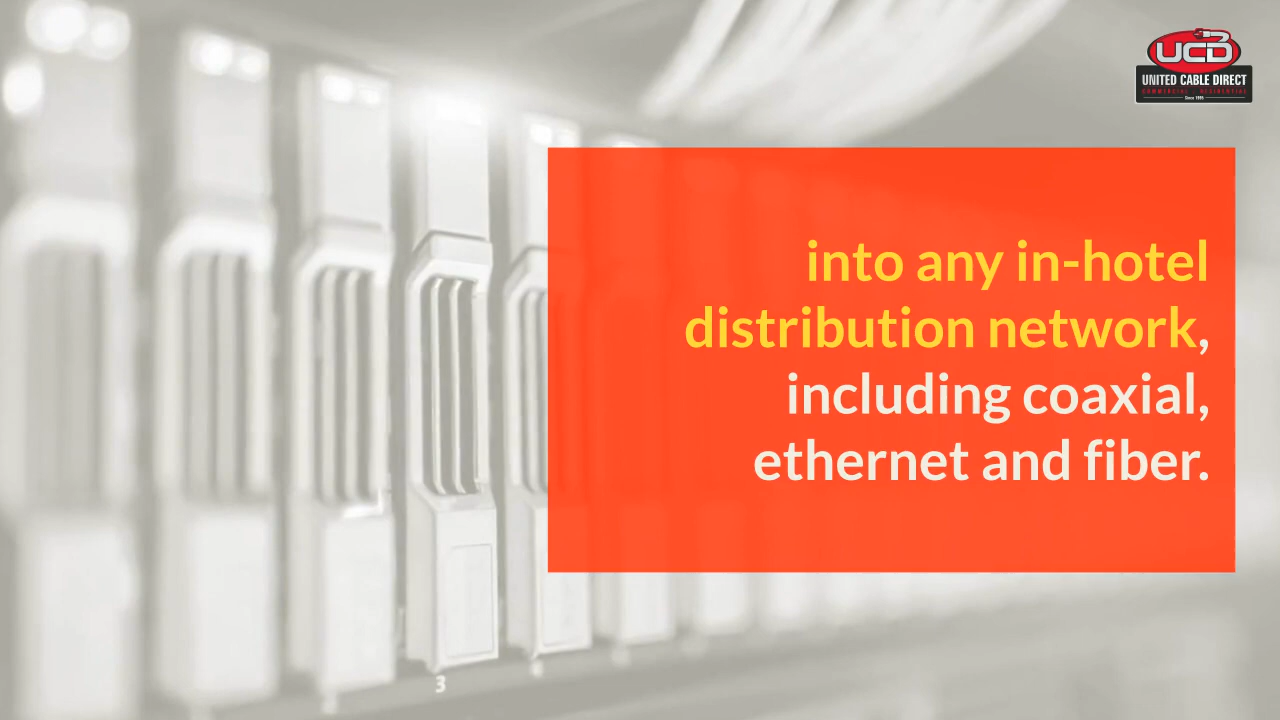 UCD
UNITED CABLE DIRECT
COMMERCIAL - RESIDENTIAL
Since 1995
into any in-hotel
distribution network,
including coaxial,
ethernet and fiber.
3